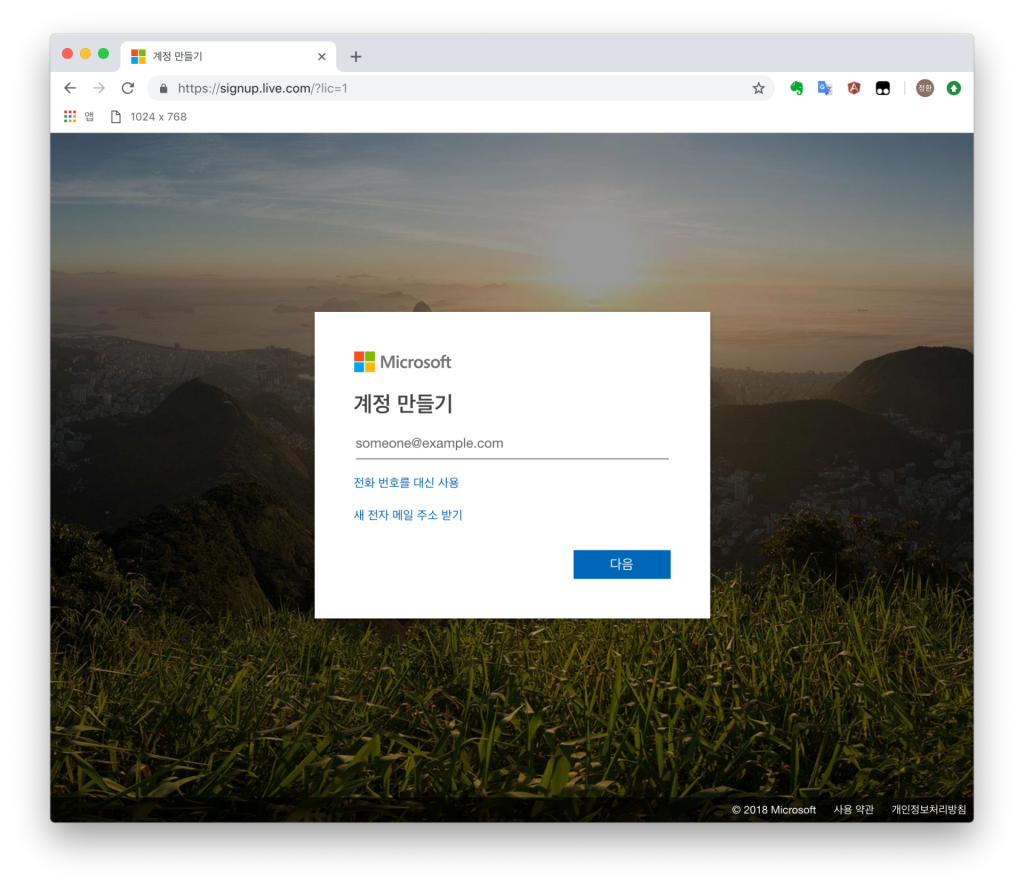 계정 만들기
https://signup.live.com/?lic=1
정환
앱
1024 x 768
Microsoft
계정 만들기
someone@example.com
전화 번호를 대신 사용
새 전자 메일 주소 받기
다음
© 2018 Microsoft 사용 약관 개인정보처리방침